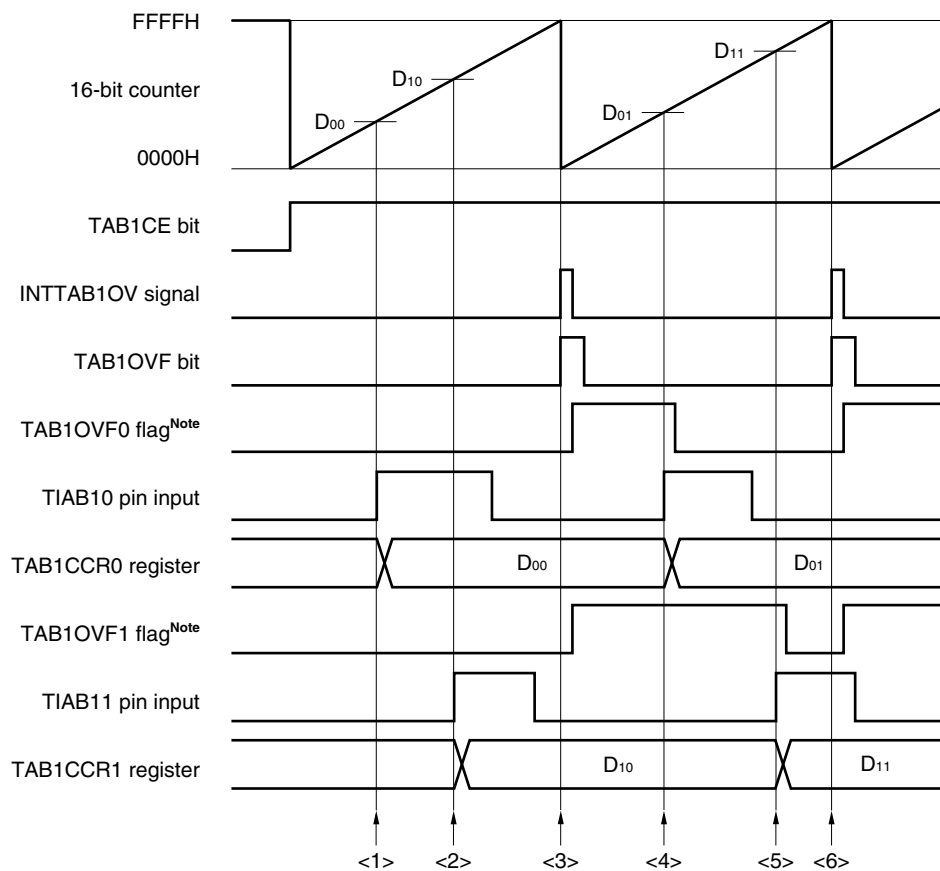 FFFFH
D11
D10
16-bit counter
D00
D01
0000H
TAB1CE bit
INTTAB1OV signal
TAB1OVF bit
TAB1OVF0 flagNote
TIAB10 pin input
TAB1CCR0 register
D00
D01
TAB1OVF1 flagNote
TIAB11 pin input
TAB1CCR1 register
D10
D11
<1> <2> <3> <4> <5> <6>